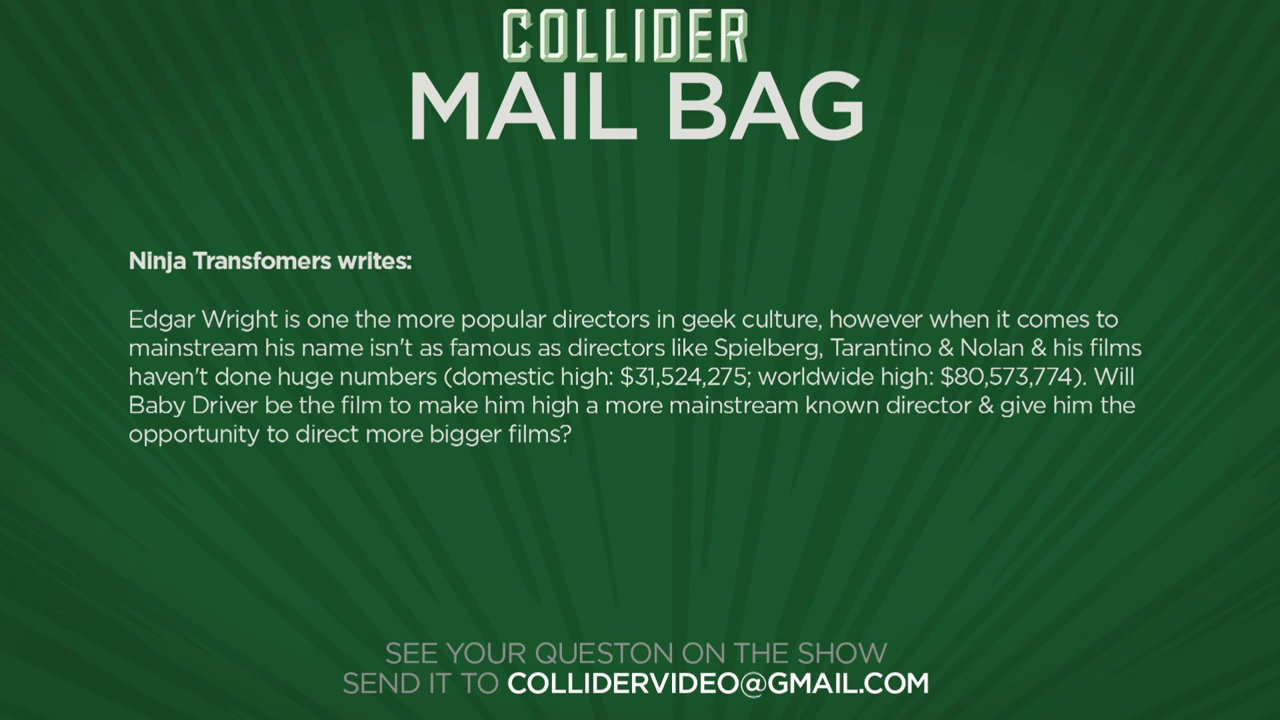 COLLIDER
MAIL BAG
Ninja Transfomers writes:
Edgar Wright is one the more popular directors in geek culture, however when it comes to
mainstream his name isn't as famous as directors like Spielberg, Tarantino & Nolan & his films
haven't done huge numbers (domestic high: $31,524,275; worldwide high: $80,573,774). Will
Baby Driver be the film to make him high a more mainstream known director & give him the
opportunity to direct more bigger films?
SEE YOUR QUESTON ON THE SHOW
SEND IT TO COLLIDERVIDEO@GMAIL.COM